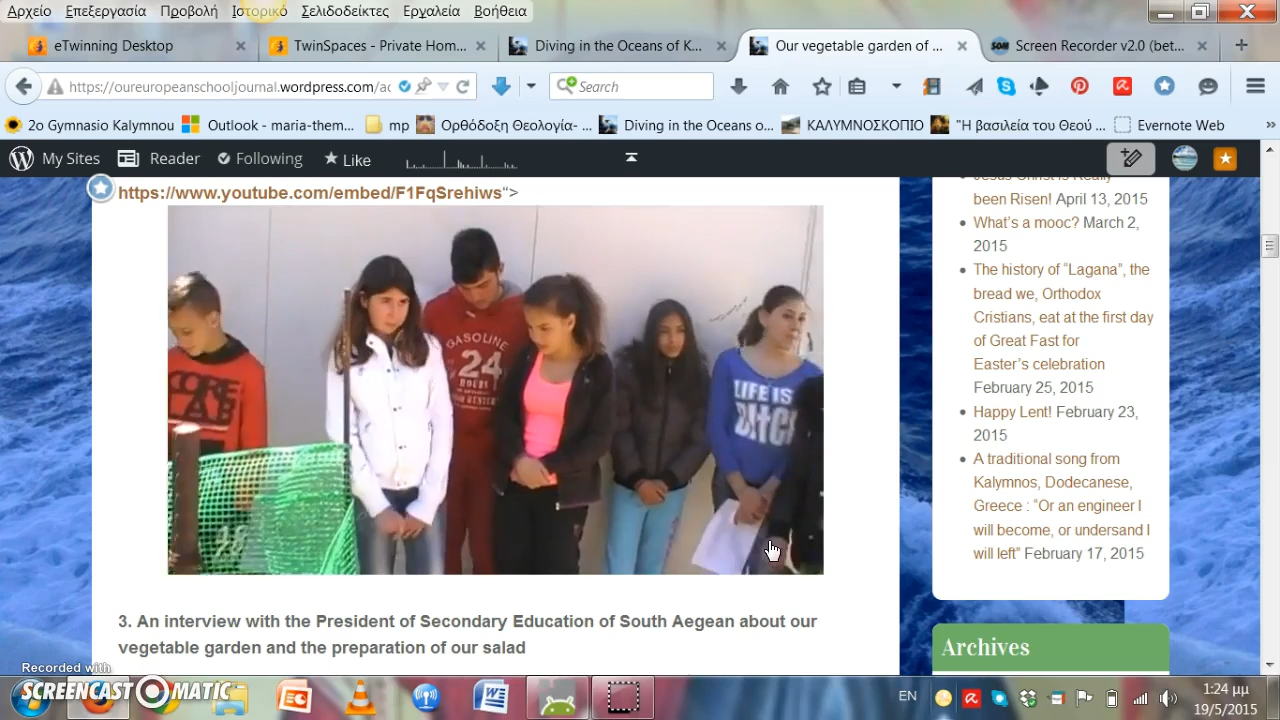 Αρχείο Επεξεργασία Προβολή Ιστορικό Σελιδοδείκτες Εργαλεία Βοήθεια
eTwinning Desktop
TwinSpaces - Private Hom...
Diving in the Oceans of K...
Our vegetable garden of ...
Screen Recorder v2.0 (bet...
https://oureuropeanschooljournal.wordpress.com/ac
Search
2o Gymnasio Kalymnou
Outlook - maria-them...
mp
Ορθόδοξη Θεολογία- ...
Diving in the Oceans o...
ΚΑΛΥΜΝΟΣΚΟΠΙΟ
"Η βασιλεία του Θεού ...
Evernote Web
My Sites
Reader
Following
Like
https://www.youtube.com/embed/F1FqSrehiws“>
GASOLINE
24
LIFE IS
BITCH
3. An interview with the President of Secondary Education of South Aegean about our
vegetable garden and the preparation of our salad
Jesus Christ is Really
been Risen! April 13, 2015
What’s a mooc? March 2,
2015
The history of “Lagana”, the
bread we, Orthodox
Cristians, eat at the first day
of Great Fast for
Easter’s celebration
February 25, 2015
Happy Lent! February 23,
2015
A traditional song from
Kalymnos, Dodecanese,
Greece : “Or an engineer I
will become, or undersand I
will left” February 17, 2015
Archives
Recorded with
SCREENCAST MATIC
EN
1:24 μμ
19/5/2015